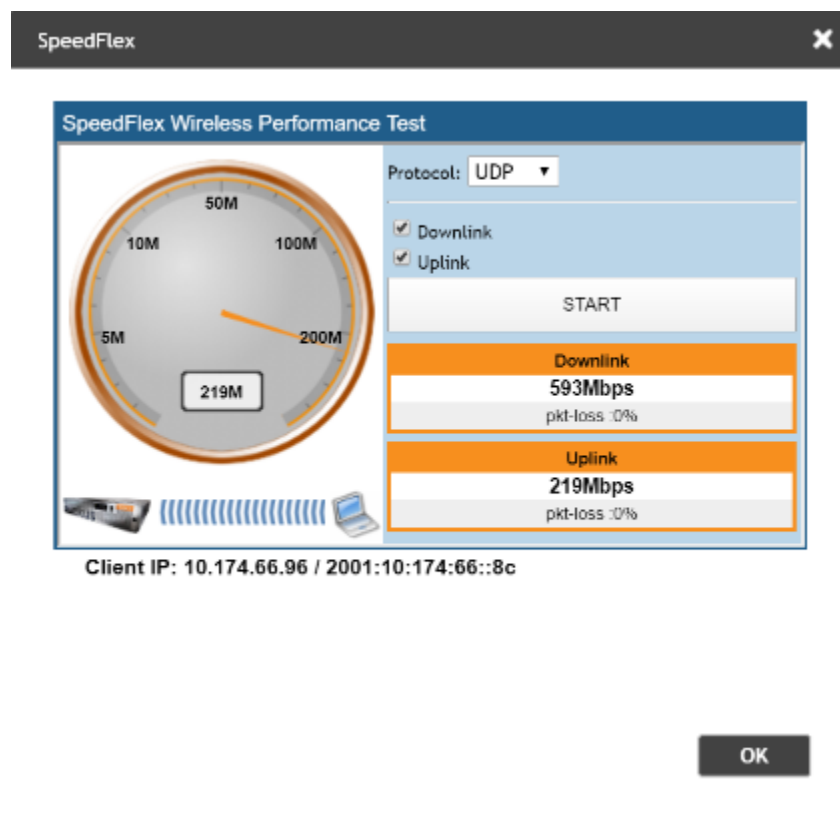 SpeedFlex
SpeedFlex Wireless Performance Test
50M
10M
100M
5M
200M
219M
Protocol: UDP
Downlink
Uplink
START
Downlink
593Mbps
pkt-loss :0%
Uplink
219Mbps
pkt-loss :0%
Client IP: 10.174.66.96 / 2001:10:174:66::8c
OK